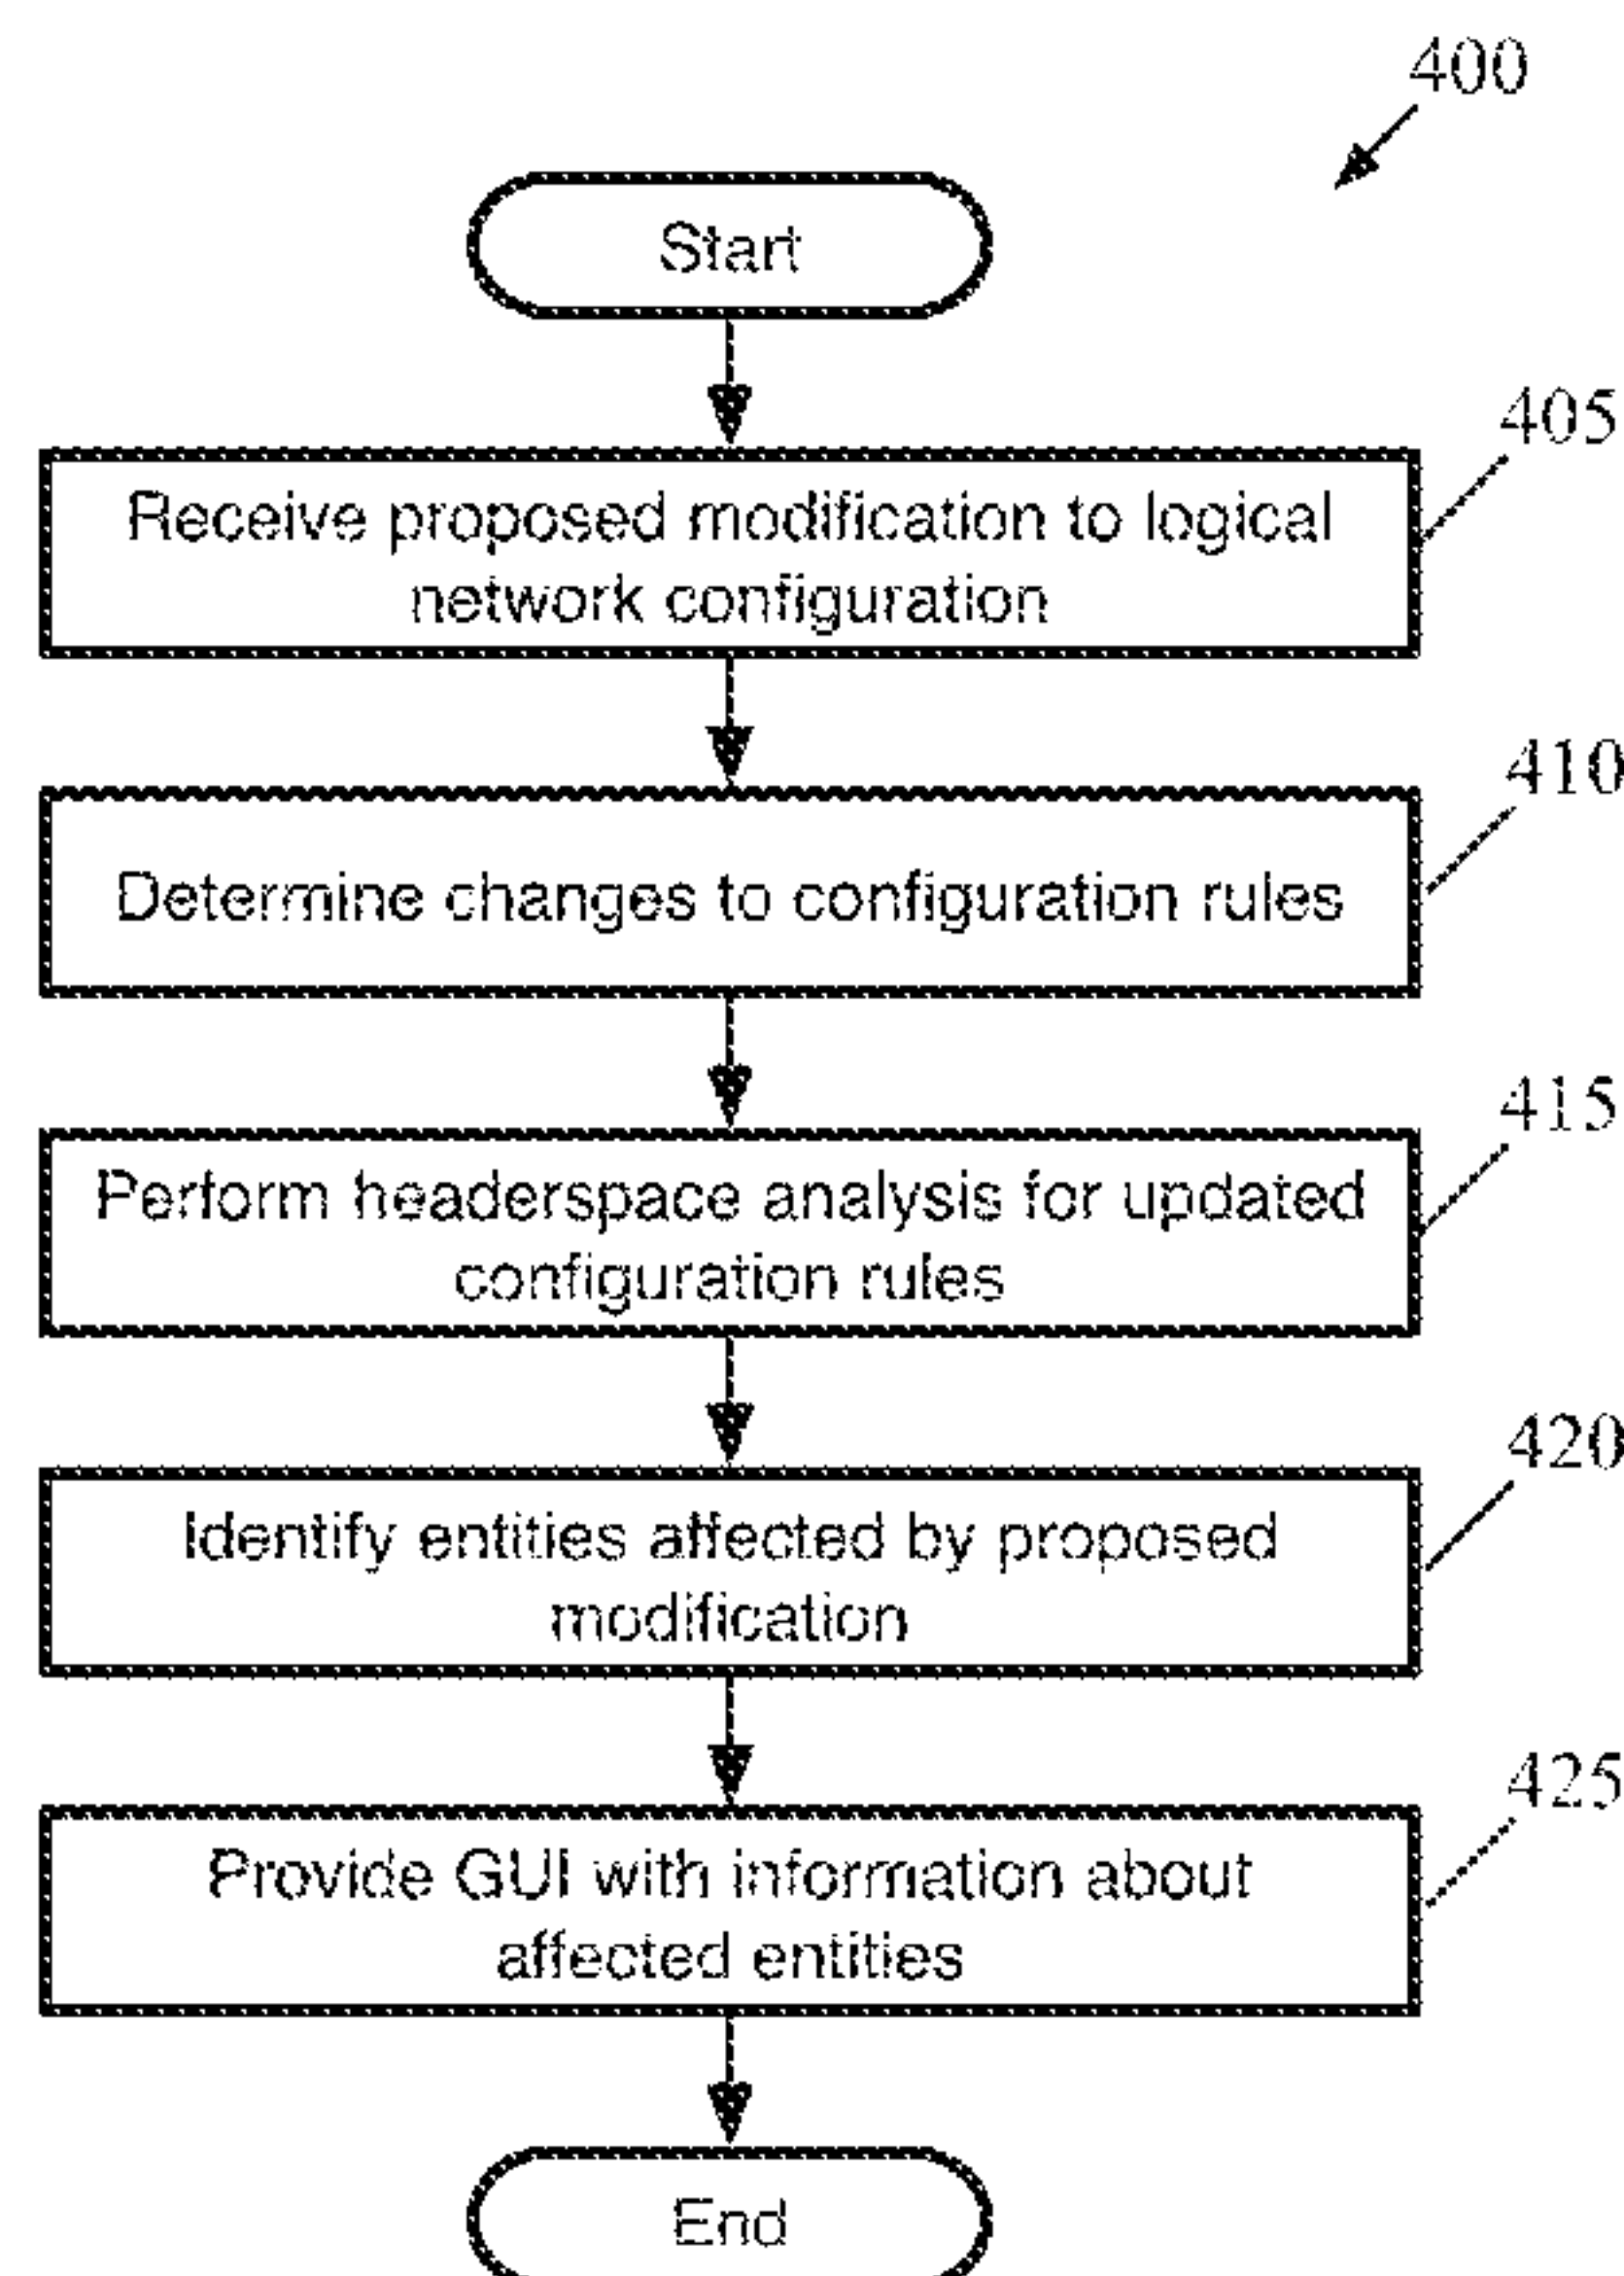 400
Start
405
Receive proposed modification to logical
network configuration
410
Determine changes to configuration rules
415
Perform headerspace analysis for updated
configuration rules
420
Identify entities affected by proposed
modification
425
Provide GUI with information about
affected entities
End